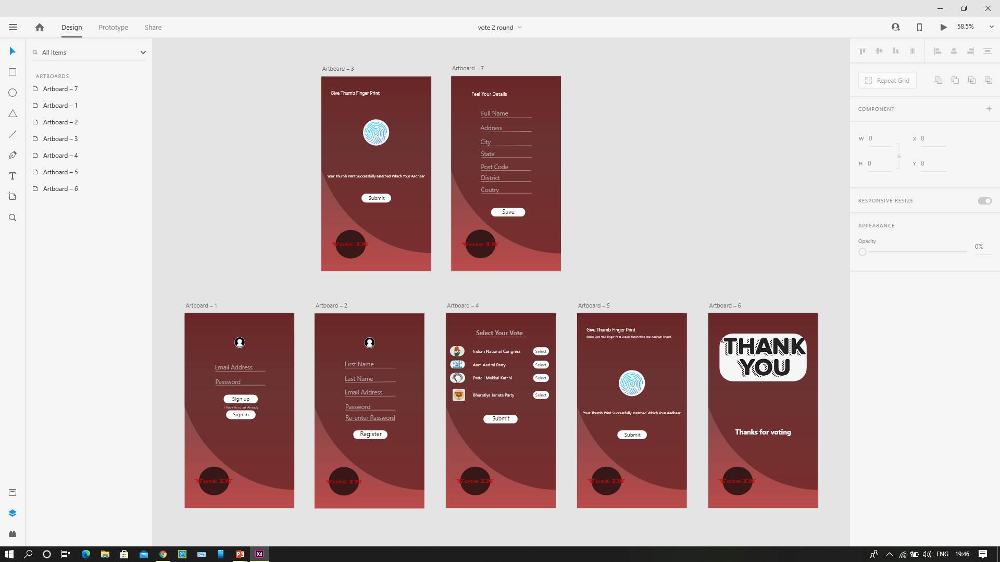 Design
Prototype
Share
vote 2 round
58.5%
All Items
ARTBOARDS
Artboard – 7
Artboard – 1
Artboard – 2
Artboard – 3
Artboard – 4
Artboard – 5
Artboard – 6
Artboard – 3
Give Thumb Finger Print
Your Thumb Print Successfully Matched Which Your Aadhaar
Submit
Vote IN
Artboard – 7
Feel Your Details
Full Name
Address
City
State
Post Code
District
Coutry
Save
Vote IN
Artboard – 1
Email Address
Password
Sign up
I Have Account Already
Sign in
Vote IN
Artboard – 2
First Name
Last Name
Email Address
Password
Re-enter Password
Register
Vote IN
Artboard – 4
Select Your Vote
Indian National Congress
Select
aap
Aam Aadmi Party
Select
Pattali Makkal Katchi
Select
Bharatiya Janata Party
Select
Submit
Vote IN
Artboard – 5
Give Thumb Finger Print
(Make Sure Your Finger Print Should Match With Your Aadhaar Finger)
Your Thumb Print Successfully Matched Which Your Aadhaar
Submit
Vote IN
Artboard – 6
THANK
YOU
Thanks for voting
Vote IN
Repeat Grid
COMPONENT
W 0
X 0
H 0
Y 0
RESPONSIVE RESIZE
APPEARANCE
Opacity
0%
Xd
ENG
19:46